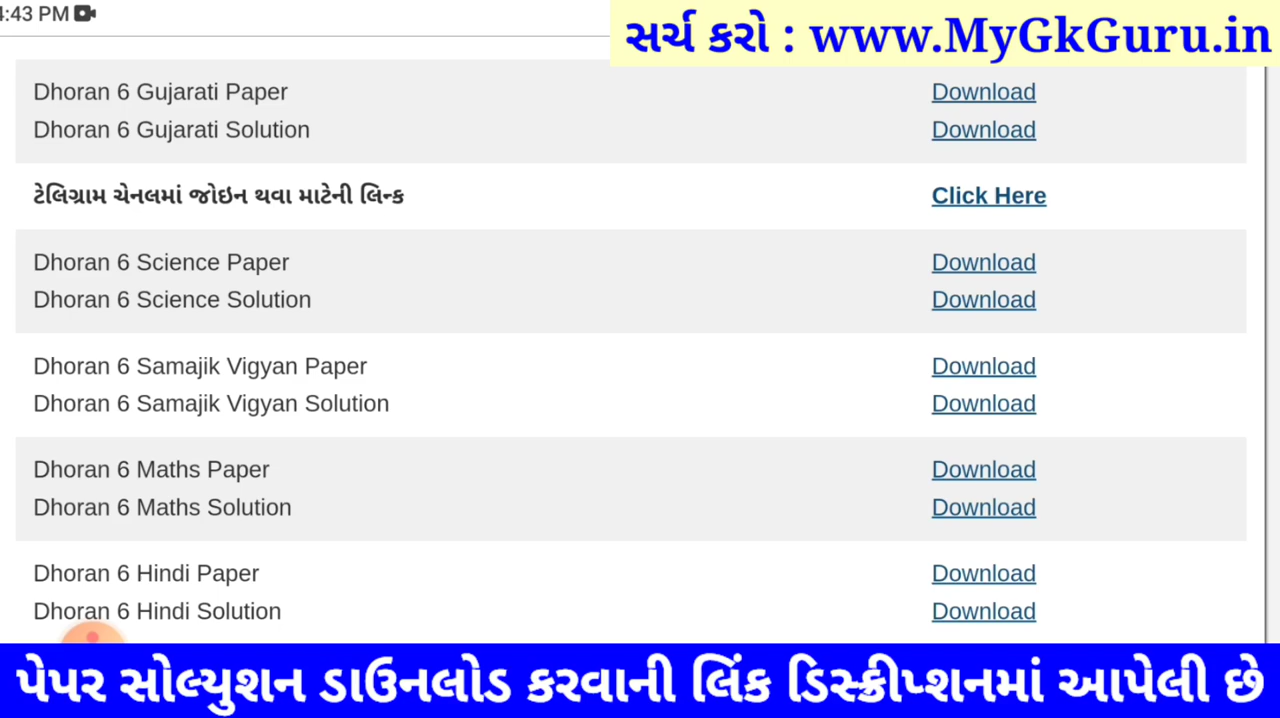 4:43 PM
સર્ચ કરો : www.MyGkGuru.in
Dhoran 6 Gujarati Paper Download
Dhoran 6 Gujarati Solution Download
ટેલિગ્રામ ચેનલમાં જોઇન થવા માટેની લિન્ક Click Here
Dhoran 6 Science Paper Download
Dhoran 6 Science Solution Download
Dhoran 6 Samajik Vigyan Paper Download
Dhoran 6 Samajik Vigyan Solution Download
Dhoran 6 Maths Paper Download
Dhoran 6 Maths Solution Download
Dhoran 6 Hindi Paper Download
Dhoran 6 Hindi Solution Download
પેપર સોલ્યુશન ડાઉનલોડ કરવાની લિંક ડિસ્ક્રીપ્શનમાં આપેલી છે